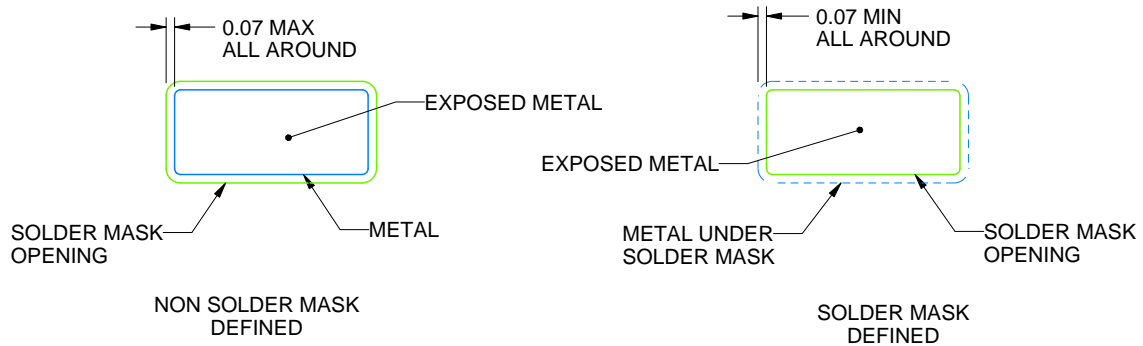 0.07 MAX
ALL AROUND
EXPOSED METAL
SOLDER MASK
OPENING
METAL
NON SOLDER MASK
DEFINED
0.07 MIN
ALL AROUND
EXPOSED METAL
METAL UNDER
SOLDER MASK
SOLDER MASK
OPENING
SOLDER MASK
DEFINED